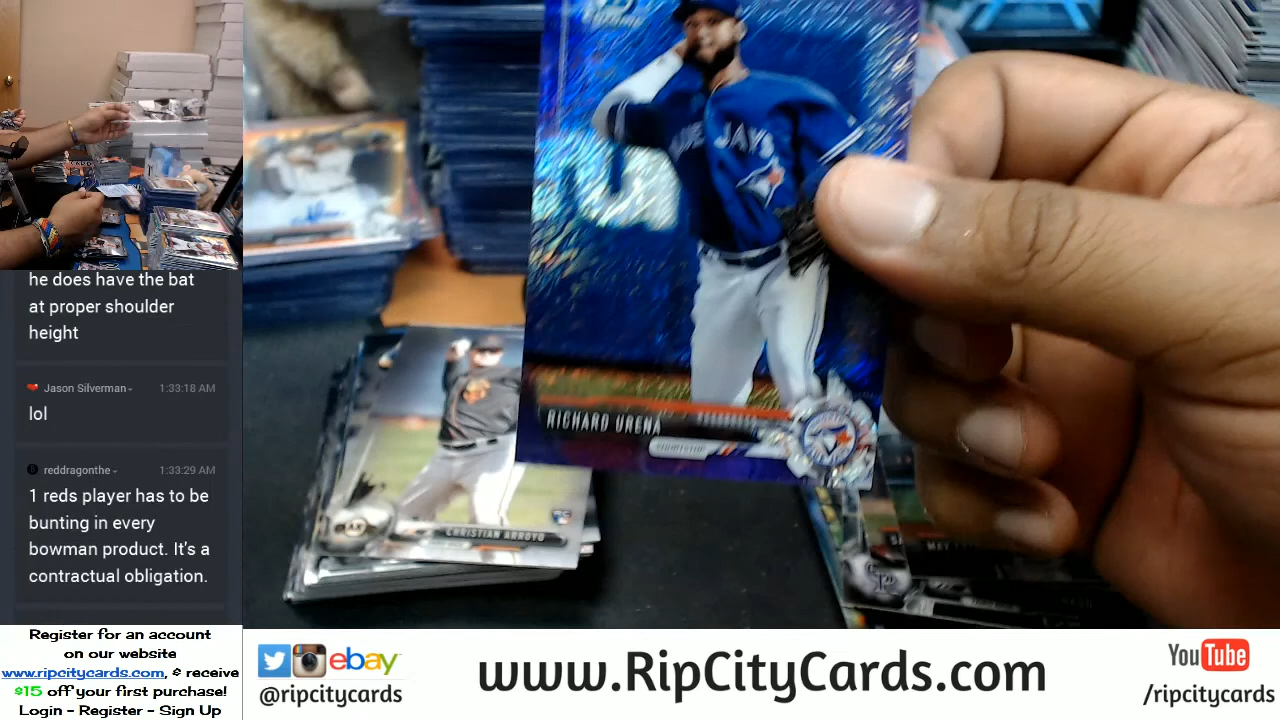 he does have the bat
at proper shoulder
height
Jason Silverman
1:33:18 AM
lol
reddragonthe
1:33:29 AM
1 reds player has to be
bunting in every
bowman product. It's a
contractual obligation.
Register for an account
on our website
www.ripcitycards.com, & receive
$15 off your first purchase!
Login - Register - Sign Up
BLUE JAYS
RICHARD URENA
CHRISTIAN ARROYO
ebay
@ripcitycards
www.RipCityCards.com
YouTube
/ripcitycards